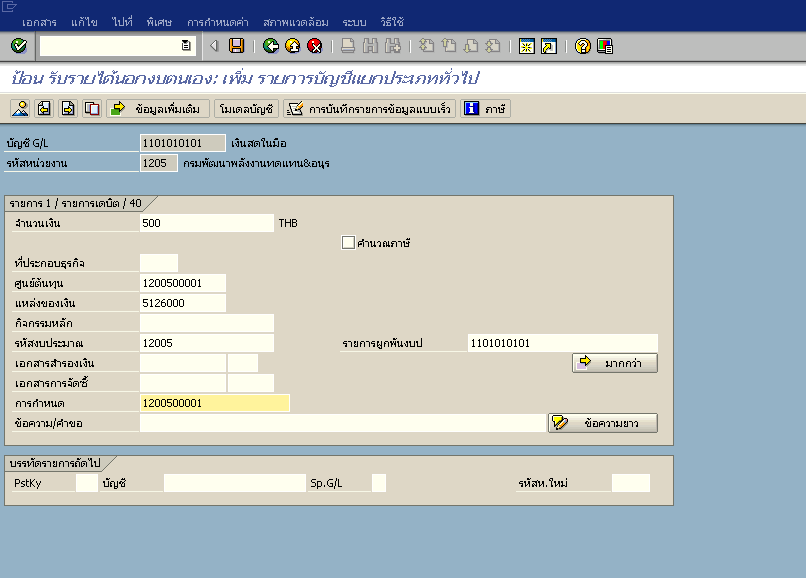 เอกสาร แก้ไข ไปที่ พิเศษ การกำหนดค่า สภาพแวดล้อม ระบบ วิธีใช้
ป้อน รับรายได้นอกงบตนเอง: เพิ่ม รายการบัญชีแยกประเภททั่วไป
ข้อมูลเพิ่มเติม โมเดลบัญชี การบันทึกรายการข้อมูลแบบเร็ว ภาษี
บัญชี G/L 1101010101 เงินสดในมือ
รหัสหน่วยงาน 1205 กรมพัฒนาพลังงานทดแทน&อนุร
รายการ 1 / รายการเดบิต / 40
จำนวนเงิน 500 THB
คำนวณภาษี
ที่ประกอบธุรกิจ
ศูนย์ต้นทุน 1200500001
แหล่งของเงิน 5126000
กิจกรรมหลัก
รหัสงบประมาณ 12005 รายการผูกพันงบป 1101010101
เอกสารสำรองเงิน มากกว่า
เอกสารการจัดซื้
การกำหนด 1200500001
ข้อความ/คำขอ ข้อความยาว
บรรทัดรายการถัดไป
PstKy บัญชี Sp.G/L รหัสห.ใหม่